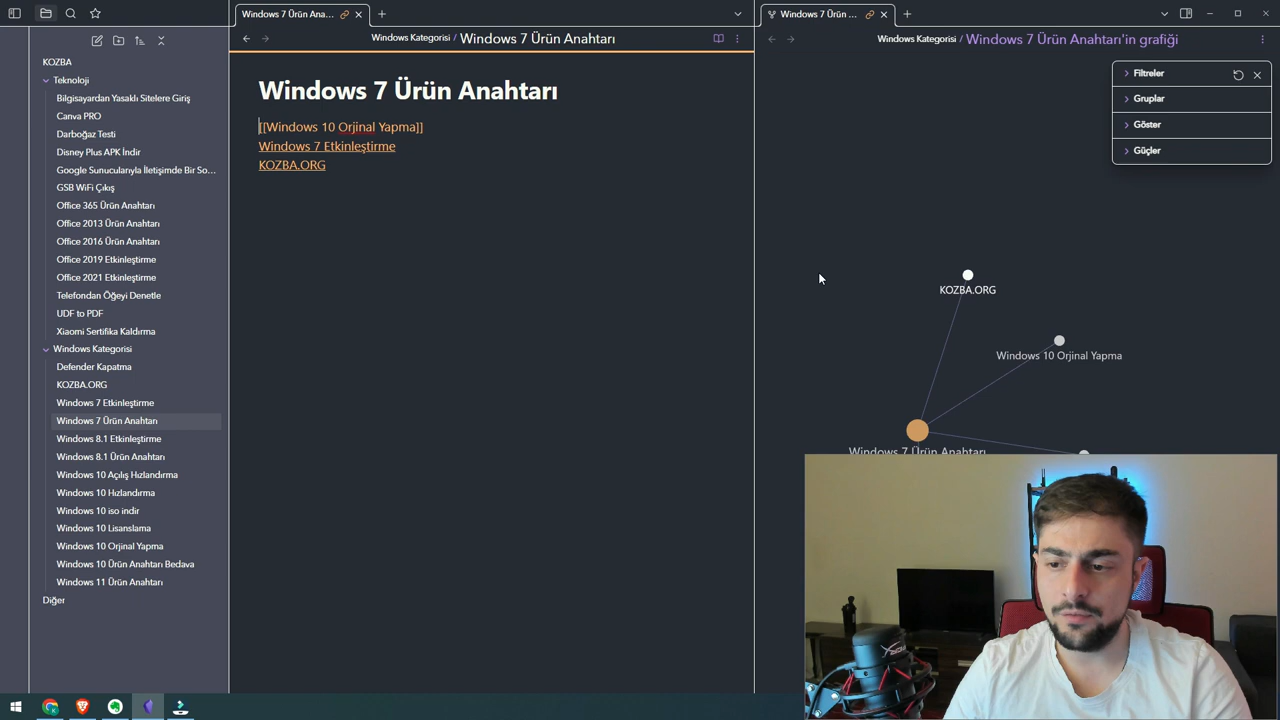 Windows 7 Ürün Ana...
Windows 7 Ürün ...
Windows Kategorisi / Windows 7 Ürün Anahtarı
Windows Kategorisi / Windows 7 Ürün Anahtarı'in grafiği
KOZBA
Teknoloji
Bilgisayardan Yasaklı Sitelere Giriş
Canva PRO
Darboğaz Testi
Disney Plus APK İndir
Google Sunucularıyla İletişimde Bir So...
GSB WiFi Çıkış
Office 365 Ürün Anahtarı
Office 2013 Ürün Anahtarı
Office 2016 Ürün Anahtarı
Office 2019 Etkinleştirme
Office 2021 Etkinleştirme
Telefondan Öğeyi Denetle
UDF to PDF
Xiaomi Sertifika Kaldırma
Windows Kategorisi
Defender Kapatma
KOZBA.ORG
Windows 7 Etkinleştirme
Windows 7 Ürün Anahtarı
Windows 8.1 Etkinleştirme
Windows 8.1 Ürün Anahtarı
Windows 10 Açılış Hızlandırma
Windows 10 Hızlandırma
Windows 10 iso indir
Windows 10 Lisanslama
Windows 10 Orjinal Yapma
Windows 10 Ürün Anahtarı Bedava
Windows 11 Ürün Anahtarı
Diğer
Windows 7 Ürün Anahtarı
[[Windows 10 Orjinal Yapma]]
Windows 7 Etkinleştirme
KOZBA.ORG
Filtreler
Gruplar
Göster
Güçler
KOZBA.ORG
Windows 10 Orjinal Yapma
Windows 7 Ürün Anahtarı